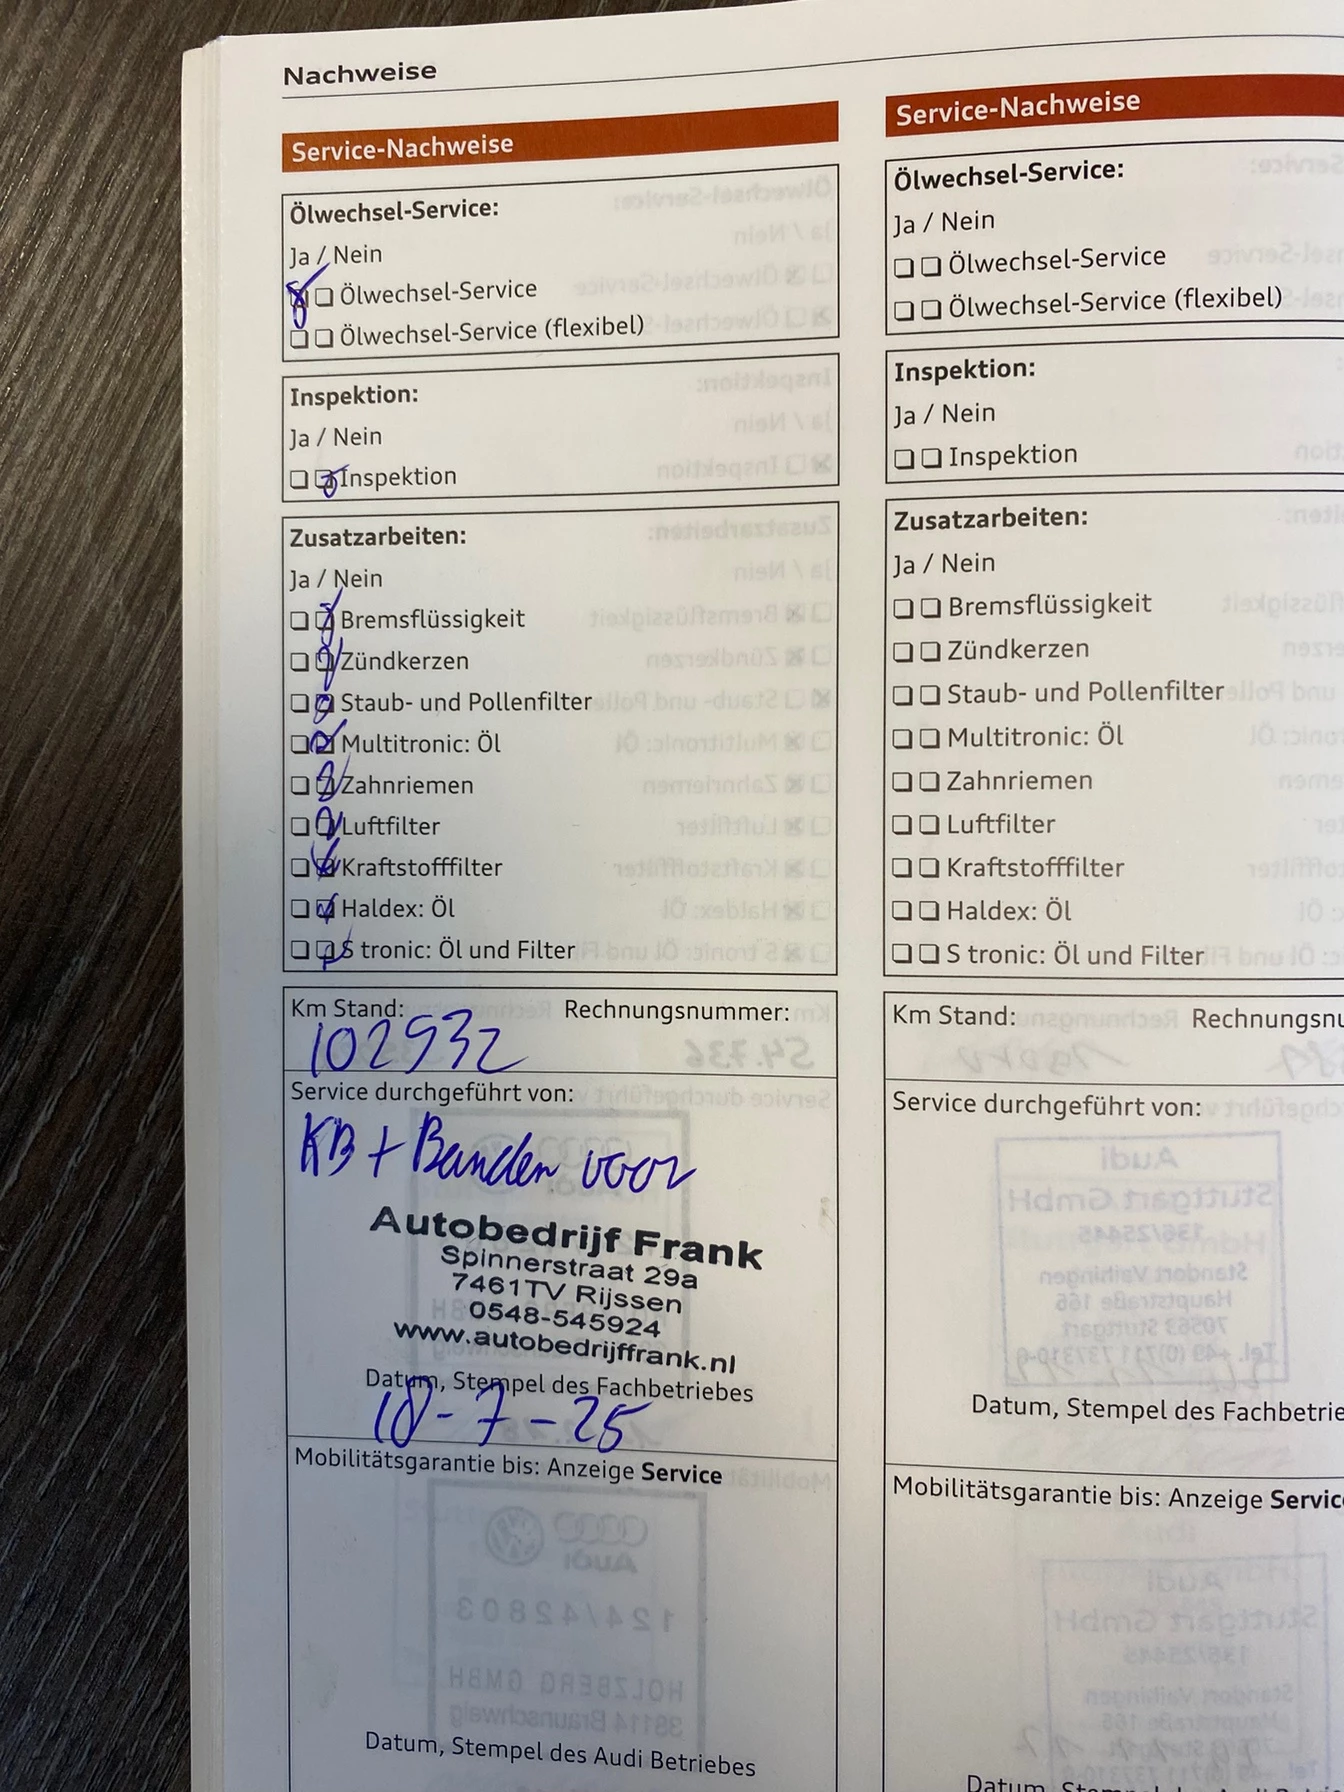 Nachweise
Service-Nachweise
Ölwechsel-Service:
Ja / Nein
Ölwechsel-Service
Ölwechsel-Service (flexibel)
Inspektion:
Ja / Nein
Inspektion
Zusatzarbeiten:
Ja / Nein
Bremsflüssigkeit
Zündkerzen
Staub- und Pollenfilter
Multitronic: Öl
Zahnriemen
Luftfilter
Kraftstofffilter
Haldex: Öl
S tronic: Öl und Filter
Km Stand: Rechnungsnummer:
102932
Service durchgeführt von:
KB + Banden voor
Autobedrijf Frank
Spinnerstraat 29a
7461TV Rijssen
0548-545924
www.autobedrijffrank.nl
Datum, Stempel des Fachbetriebes
18-7-25
Mobilitätsgarantie bis: Anzeige Service
Datum, Stempel des Audi Betriebes
Service-Nachweise
Ölwechsel-Service:
Ja / Nein
Ölwechsel-Service
Ölwechsel-Service (flexibel)
Inspektion:
Ja / Nein
Inspektion
Zusatzarbeiten:
Ja / Nein
Bremsflüssigkeit
Zündkerzen
Staub- und Pollenfilter
Multitronic: Öl
Zahnriemen
Luftfilter
Kraftstofffilter
Haldex: Öl
S tronic: Öl und Filter
Km Stand: Rechnungsnu
Service durchgeführt von:
Datum, Stempel des Fachbetrie
Mobilitätsgarantie bis: Anzeige Servic
Datum